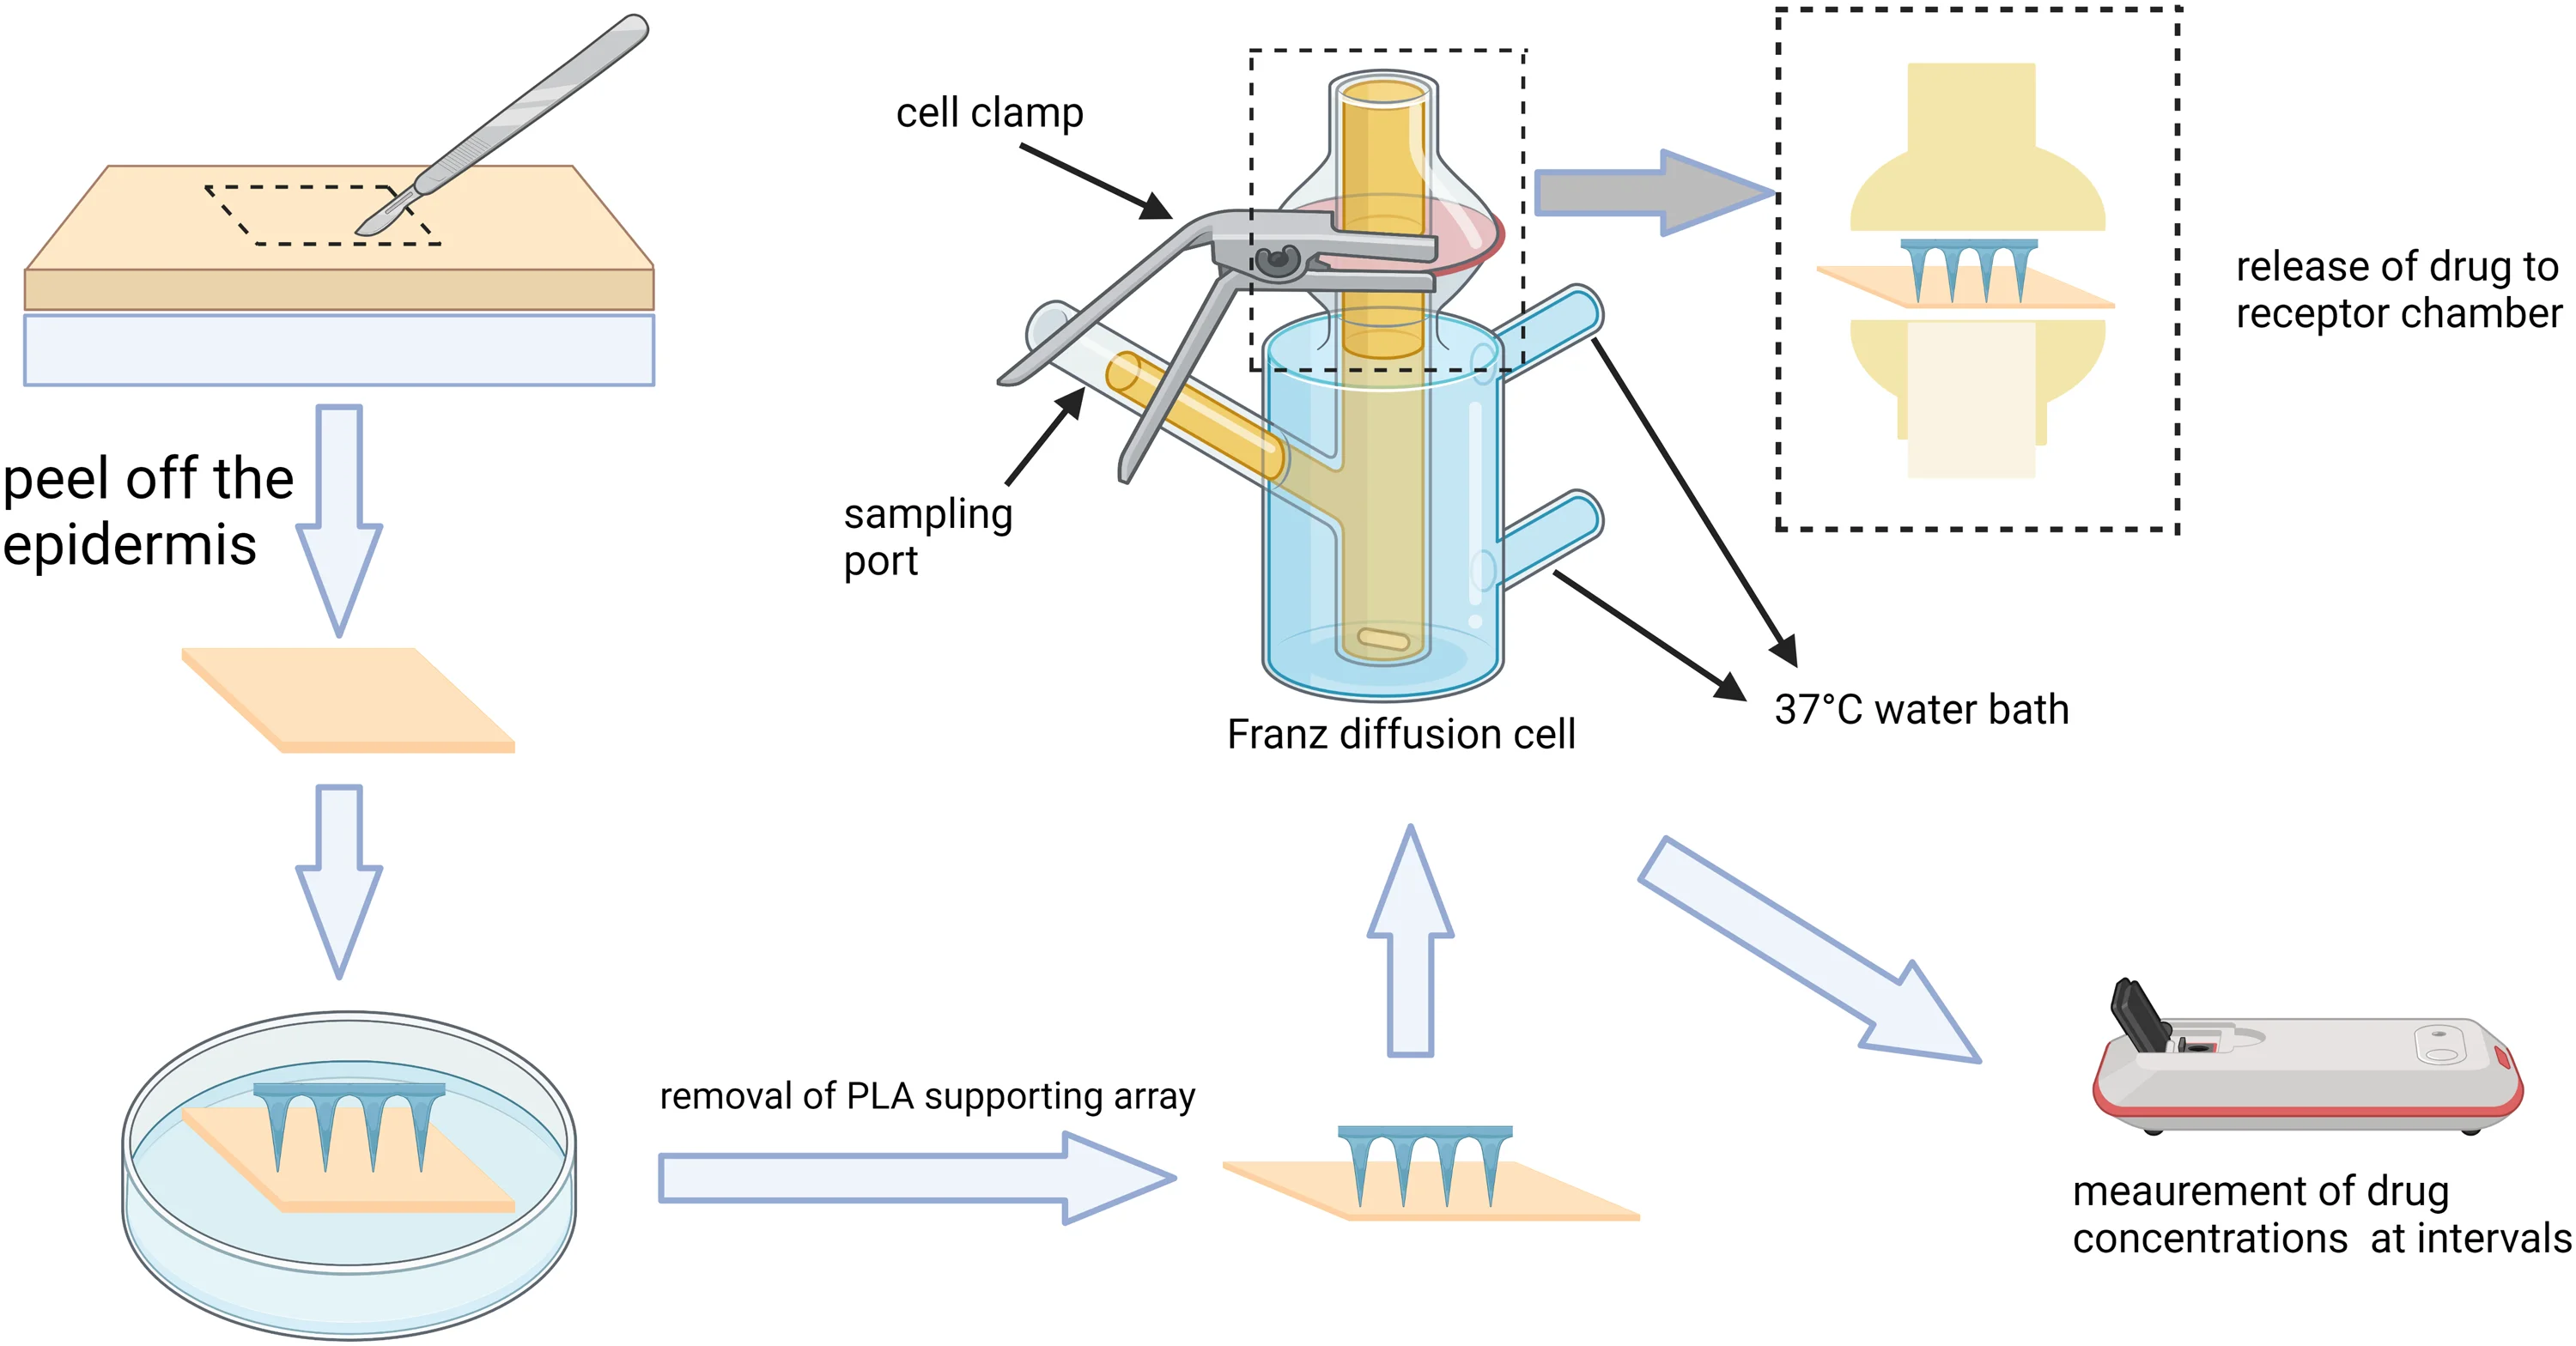 cell clamp
release of drug to
receptor chamber
peel off the
epidermis
sampling
port
37°C water bath
Franz diffusion cell
removal of PLA supporting array
meaurement of drug
concentrations  at intervals